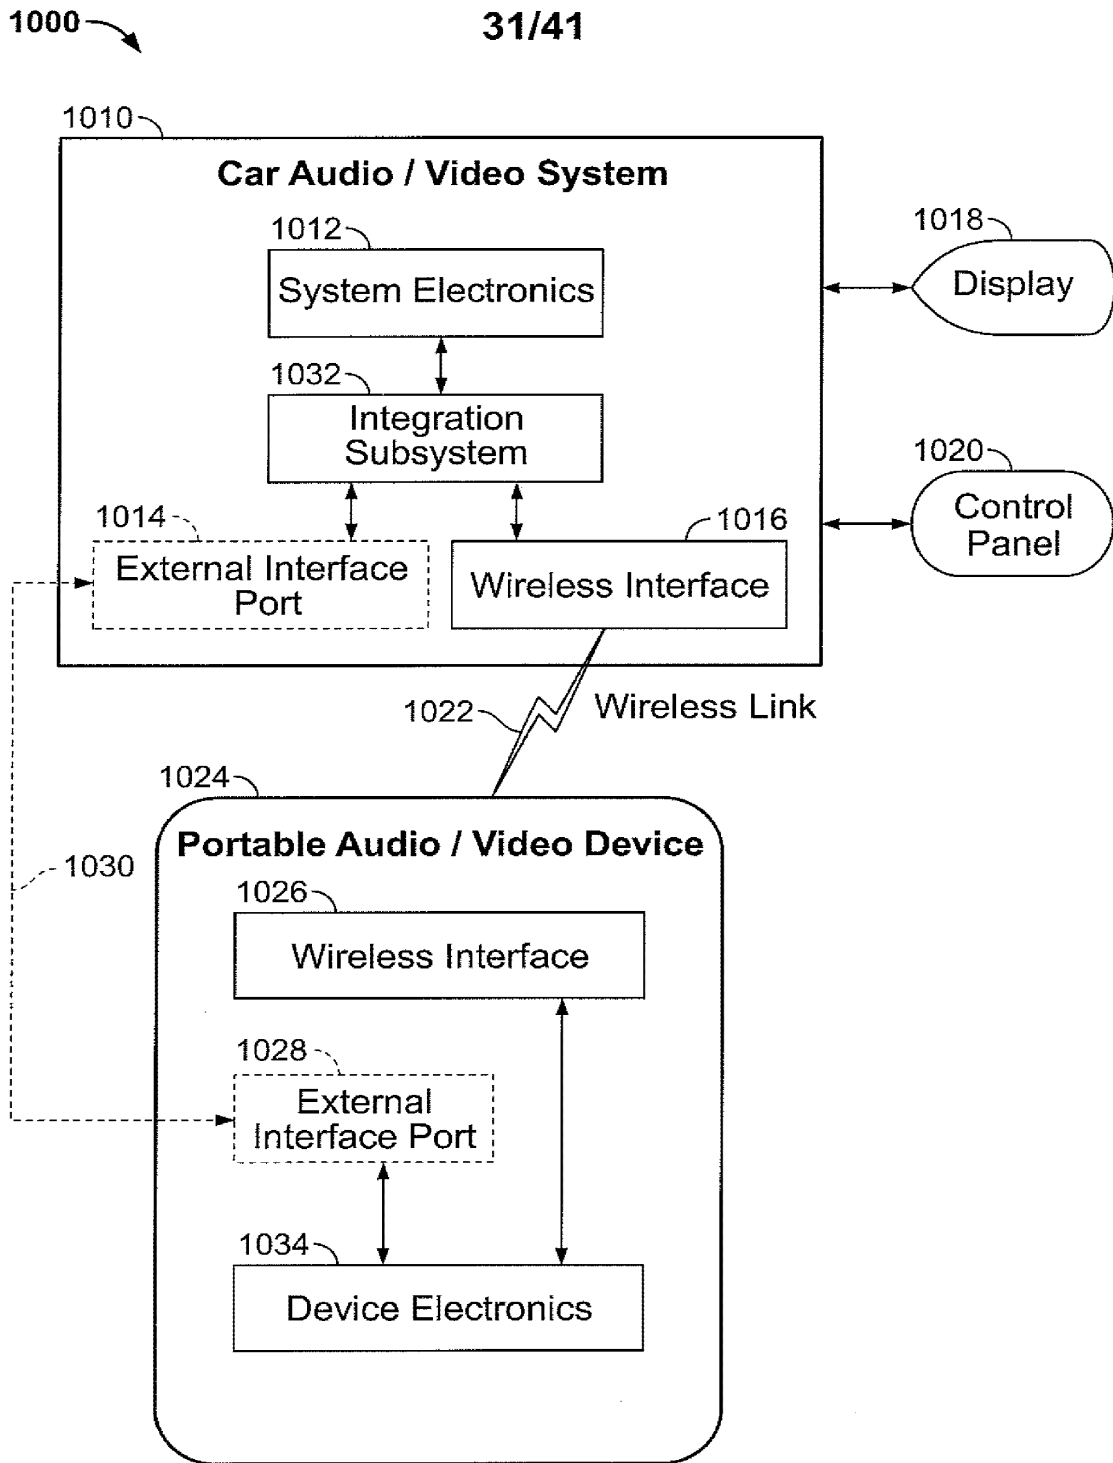 1000
31/41
1010
Car Audio / Video System
1012
System Electronics
1018
Display
1032
Integration
Subsystem
1020
Control
Panel
1014
External Interface
Port
1016
Wireless Interface
1022
Wireless Link
1024
Portable Audio / Video Device
1030
1026
Wireless Interface
1028
External
Interface Port
1034
Device Electronics